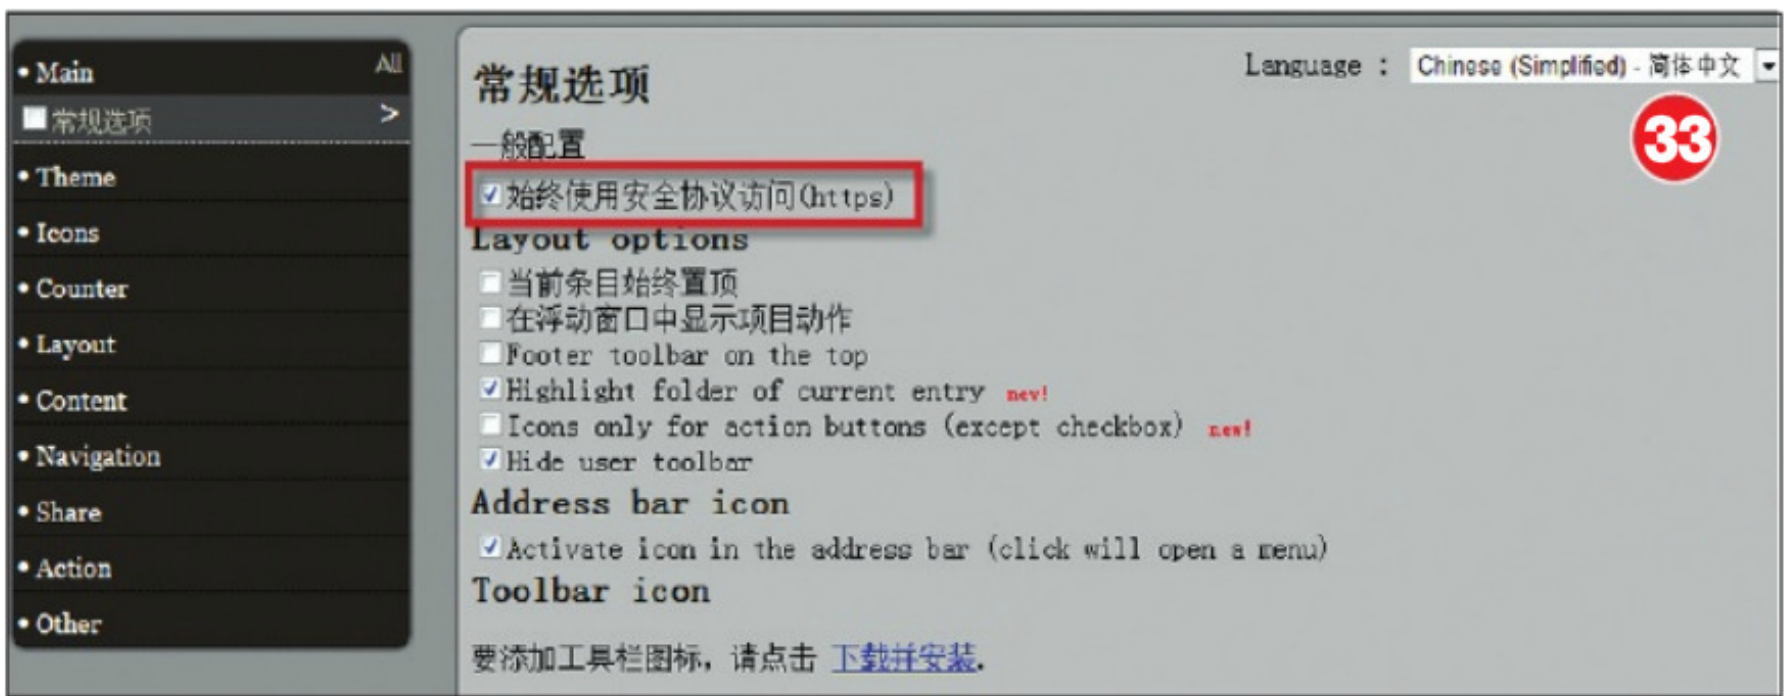 • Main All
常规选项 >
• Theme
• Icons
• Counter
• Layout
• Content
• Navigation
• Share
• Action
• Other
常规选项
Language : Chinese (Simplified) - 简体中文
33
一般配置
始终使用安全协议访问(https)
Layout options
当前条目始终置顶
在浮动窗口中显示项目动作
Footer toolbar on the top
Highlight folder of current entry new!
Icons only for action buttons (except checkbox) new!
Hide user toolbar
Address bar icon
Activate icon in the address bar (click will open a menu)
Toolbar icon
要添加工具栏图标，请点击 下载并安装.